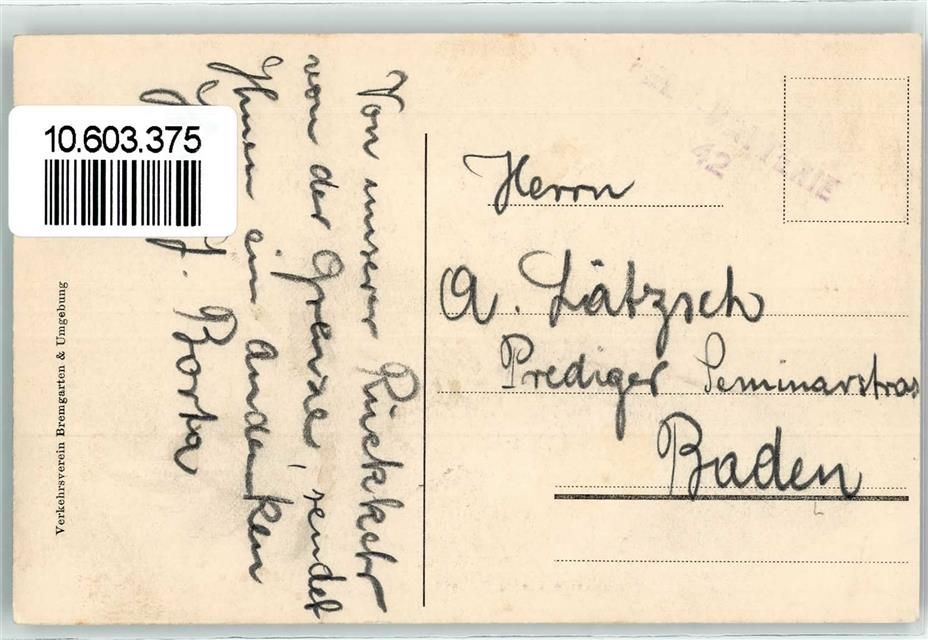 10.603.375
Von unserer Rückkehr
von der Grenze, sendet
Ihnen ein Andenken
J. Borta
Verkehrsverein Bremgarten & Umgebung
42
Herrn
A. Lätzsch
Prediger Seminarstras
Baden